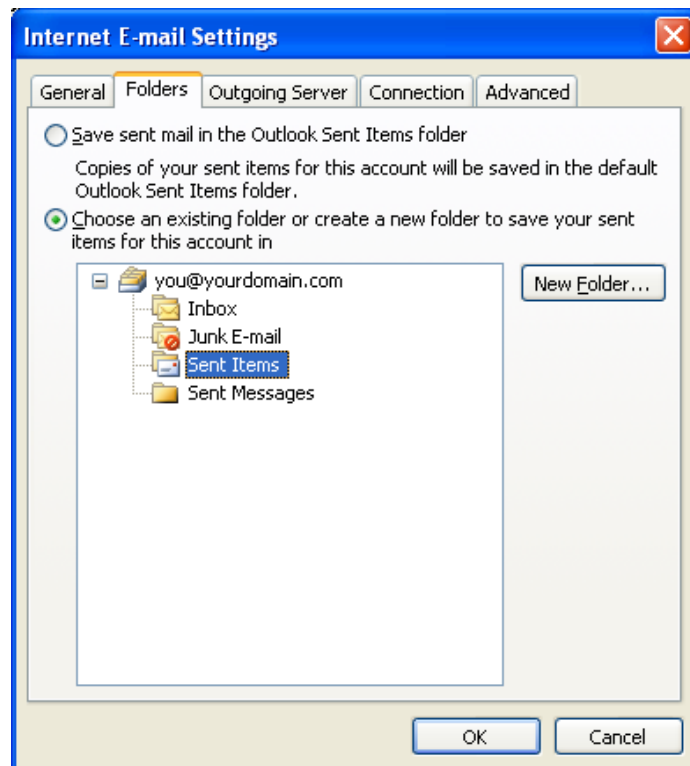 Internet E-mail Settings
General Folders Outgoing Server Connection Advanced
Save sent mail in the Outlook Sent Items folder
Copies of your sent items for this account will be saved in the default
Outlook Sent Items folder.
Choose an existing folder or create a new folder to save your sent
items for this account in
you@yourdomain.com
New Folder...
Inbox
Junk E-mail
Sent Items
Sent Messages
OK Cancel